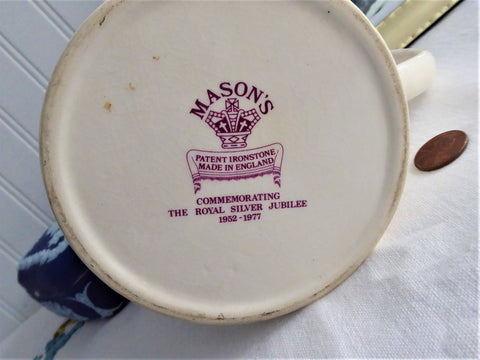 MASON'S
PATENT IRONSTONE
MADE IN ENGLAND
COMMEMORATING
THE ROYAL SILVER JUBILEE
1952-1977